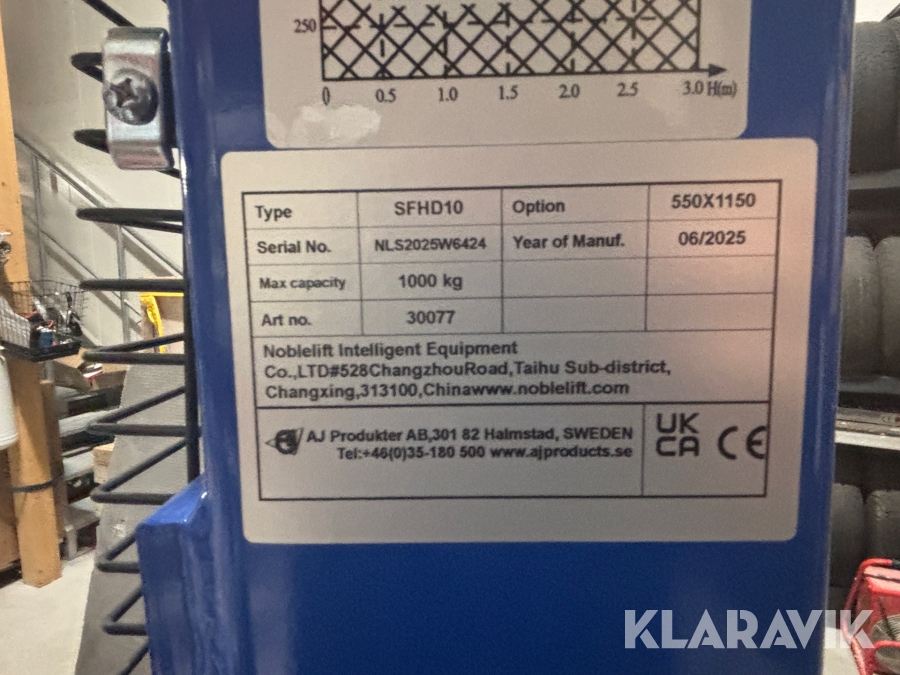 250
0 0.5 1.0 1.5 2.0 2.5 3.0 H(m)
Type SFHD10 Option 550X1150
Serial No. NLS2025W6424 Year of Manuf. 06/2025
Max capacity 1000 kg
Art no. 30077
Noblelift Intelligent Equipment
Co.,LTD#528ChangzhouRoad,Taihu Sub-district,
Changxing,313100,Chinawww.noblelift.com
AJ Produkter AB,301 82 Halmstad, SWEDEN
Tel:+46(0)35-180 500 www.ajproducts.se
UK
CA CE
KLARAVIK